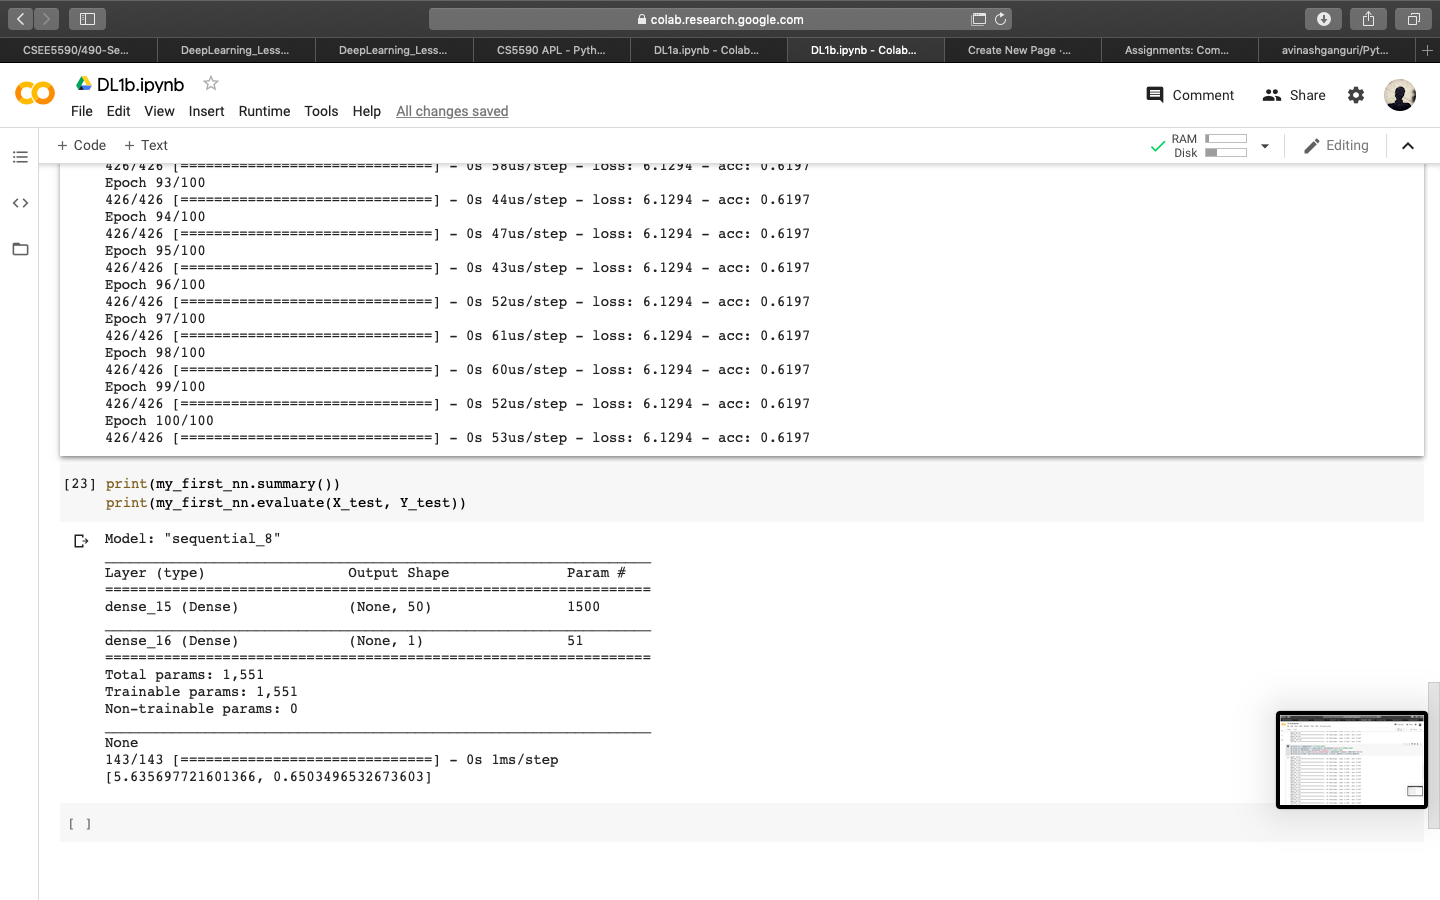 colab.research.google.com
CSEE5590/490-Se...
DeepLearning_Less...
DeepLearning_Less...
CS5590 APL - Pyth...
DL1a.ipynb - Colab...
DL1b.ipynb - Colab...
Create New Page ·...
Assignments: Com...
avinashganguri/Pyt...
+
DL1b.ipynb
Comment
Share
File Edit View Insert Runtime Tools Help All changes saved
+ Code + Text
RAM
Disk
Editing
426/426 [==============================] - 0s 58us/step - loss: 6.1294 - acc: 0.6197
Epoch 93/100
426/426 [==============================] - 0s 44us/step - loss: 6.1294 - acc: 0.6197
Epoch 94/100
426/426 [==============================] - 0s 47us/step - loss: 6.1294 - acc: 0.6197
Epoch 95/100
426/426 [==============================] - 0s 43us/step - loss: 6.1294 - acc: 0.6197
Epoch 96/100
426/426 [==============================] - 0s 52us/step - loss: 6.1294 - acc: 0.6197
Epoch 97/100
426/426 [==============================] - 0s 61us/step - loss: 6.1294 - acc: 0.6197
Epoch 98/100
426/426 [==============================] - 0s 60us/step - loss: 6.1294 - acc: 0.6197
Epoch 99/100
426/426 [==============================] - 0s 52us/step - loss: 6.1294 - acc: 0.6197
Epoch 100/100
426/426 [==============================] - 0s 53us/step - loss: 6.1294 - acc: 0.6197
[23] print(my_first_nn.summary())
print(my_first_nn.evaluate(X_test, Y_test))
Model: "sequential_8"
_________________________________________________________________
Layer (type) Output Shape Param #
=================================================================
dense_15 (Dense) (None, 50) 1500
_________________________________________________________________
dense_16 (Dense) (None, 1) 51
=================================================================
Total params: 1,551
Trainable params: 1,551
Non-trainable params: 0
_________________________________________________________________
None
143/143 [==============================] - 0s 1ms/step
[5.635697721601366, 0.6503496532673603]
[ ]